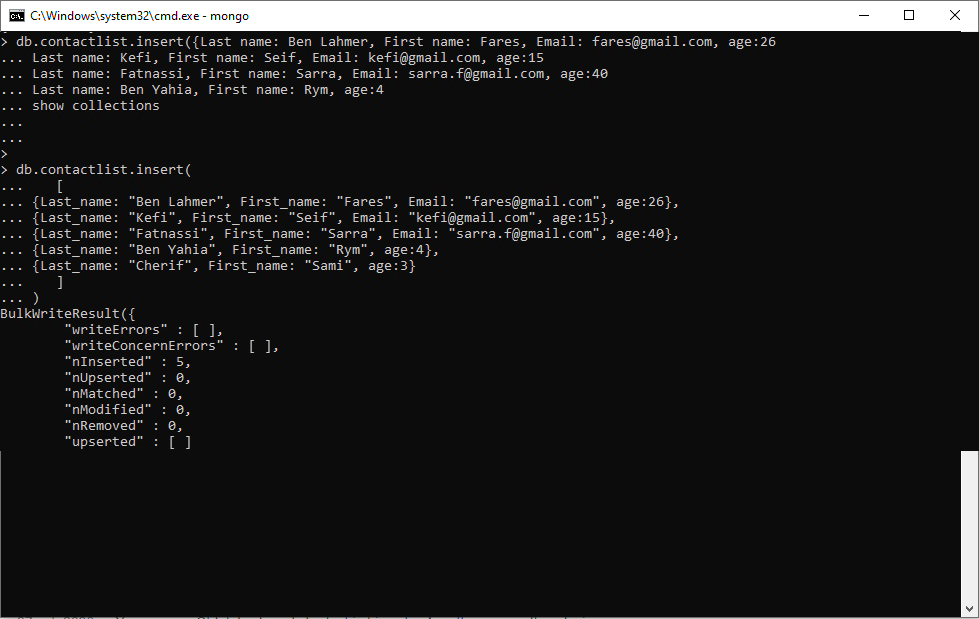 C:\Windows\system32\cmd.exe - mongo
> db.contactlist.insert({Last name: Ben Lahmer, First name: Fares, Email: fares@gmail.com, age:26
... Last name: Kefi, First name: Seif, Email: kefi@gmail.com, age:15
... Last name: Fatnassi, First name: Sarra, Email: sarra.f@gmail.com, age:40
... Last name: Ben Yahia, First name: Rym, age:4
... show collections
...
...
>
> db.contactlist.insert(
...    [
... {Last_name: "Ben Lahmer", First_name: "Fares", Email: "fares@gmail.com", age:26},
... {Last_name: "Kefi", First_name: "Seif", Email: "kefi@gmail.com", age:15},
... {Last_name: "Fatnassi", First_name: "Sarra", Email: "sarra.f@gmail.com", age:40},
... {Last_name: "Ben Yahia", First_name: "Rym", age:4},
... {Last_name: "Cherif", First_name: "Sami", age:3}
...    ]
... )
BulkWriteResult({
        "writeErrors" : [ ],
        "writeConcernErrors" : [ ],
        "nInserted" : 5,
        "nUpserted" : 0,
        "nMatched" : 0,
        "nModified" : 0,
        "nRemoved" : 0,
        "upserted" : [ ]